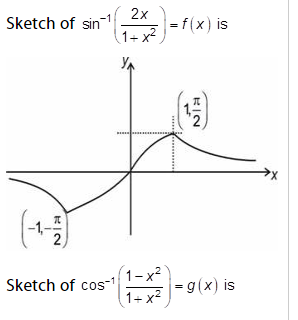 Sketch of sin⁻¹(2x / 1 + x²) = f(x) is
y
(1, π/2)
x
(-1, -π/2)
Sketch of cos⁻¹(1 − x² / 1 + x²) = g(x) is